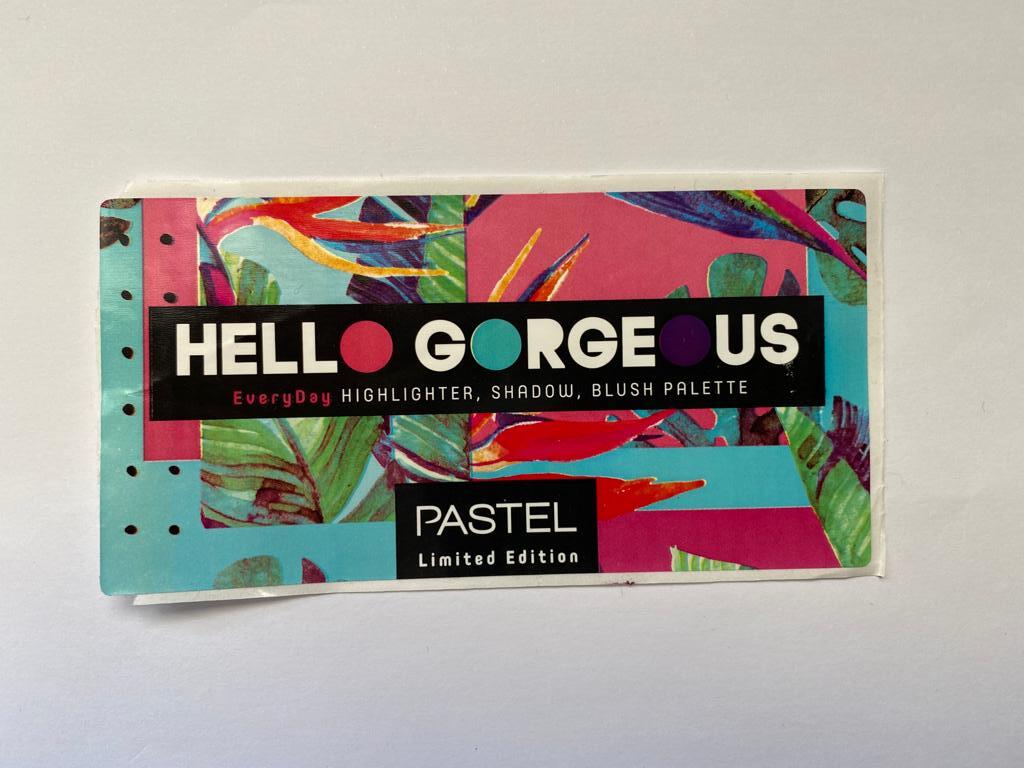 HELLO GORGEOUS
EveryDay HIGHLIGHTER, SHADOW, BLUSH PALETTE
PASTEL
Limited Edition